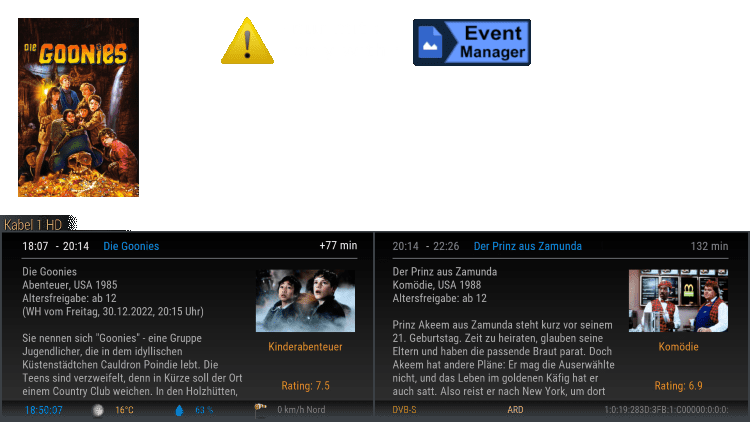 DIE GOONIES
Event
Manager
Kabel 1 HD
18:07 - 20:14 Die Goonies +77 min
Die Goonies
Abenteuer, USA 1985
Altersfreigabe: ab 12
(WH vom Freitag, 30.12.2022, 20:15 Uhr)
Sie nennen sich "Goonies" - eine Gruppe
Jugendlicher, die in dem idyllischen
Küstenstädtchen Cauldron Poindie lebt. Die
Teens sind verzweifelt, denn in Kürze soll der Ort
einem Country Club weichen. In den Holzhütten,
Kinderabenteuer
Rating: 7.5
20:14 - 22:26 Der Prinz aus Zamunda 132 min
Der Prinz aus Zamunda
Komödie, USA 1988
Altersfreigabe: ab 12
Prinz Akeem aus Zamunda steht kurz vor seinem
21. Geburtstag. Zeit zu heiraten, glauben seine
Eltern und haben die passende Braut parat. Doch
Akeem hat andere Pläne: Er mag die Auserwählte
nicht, und das Leben im goldenen Käfig hat er
auch satt. Also reist er nach New York, um dort
Komödie
Rating: 6.9
18:50:07 16°C 63 % 0 km/h Nord DVB-S ARD 1:0:19:283D:3FB:1:C00000:0:0:0: